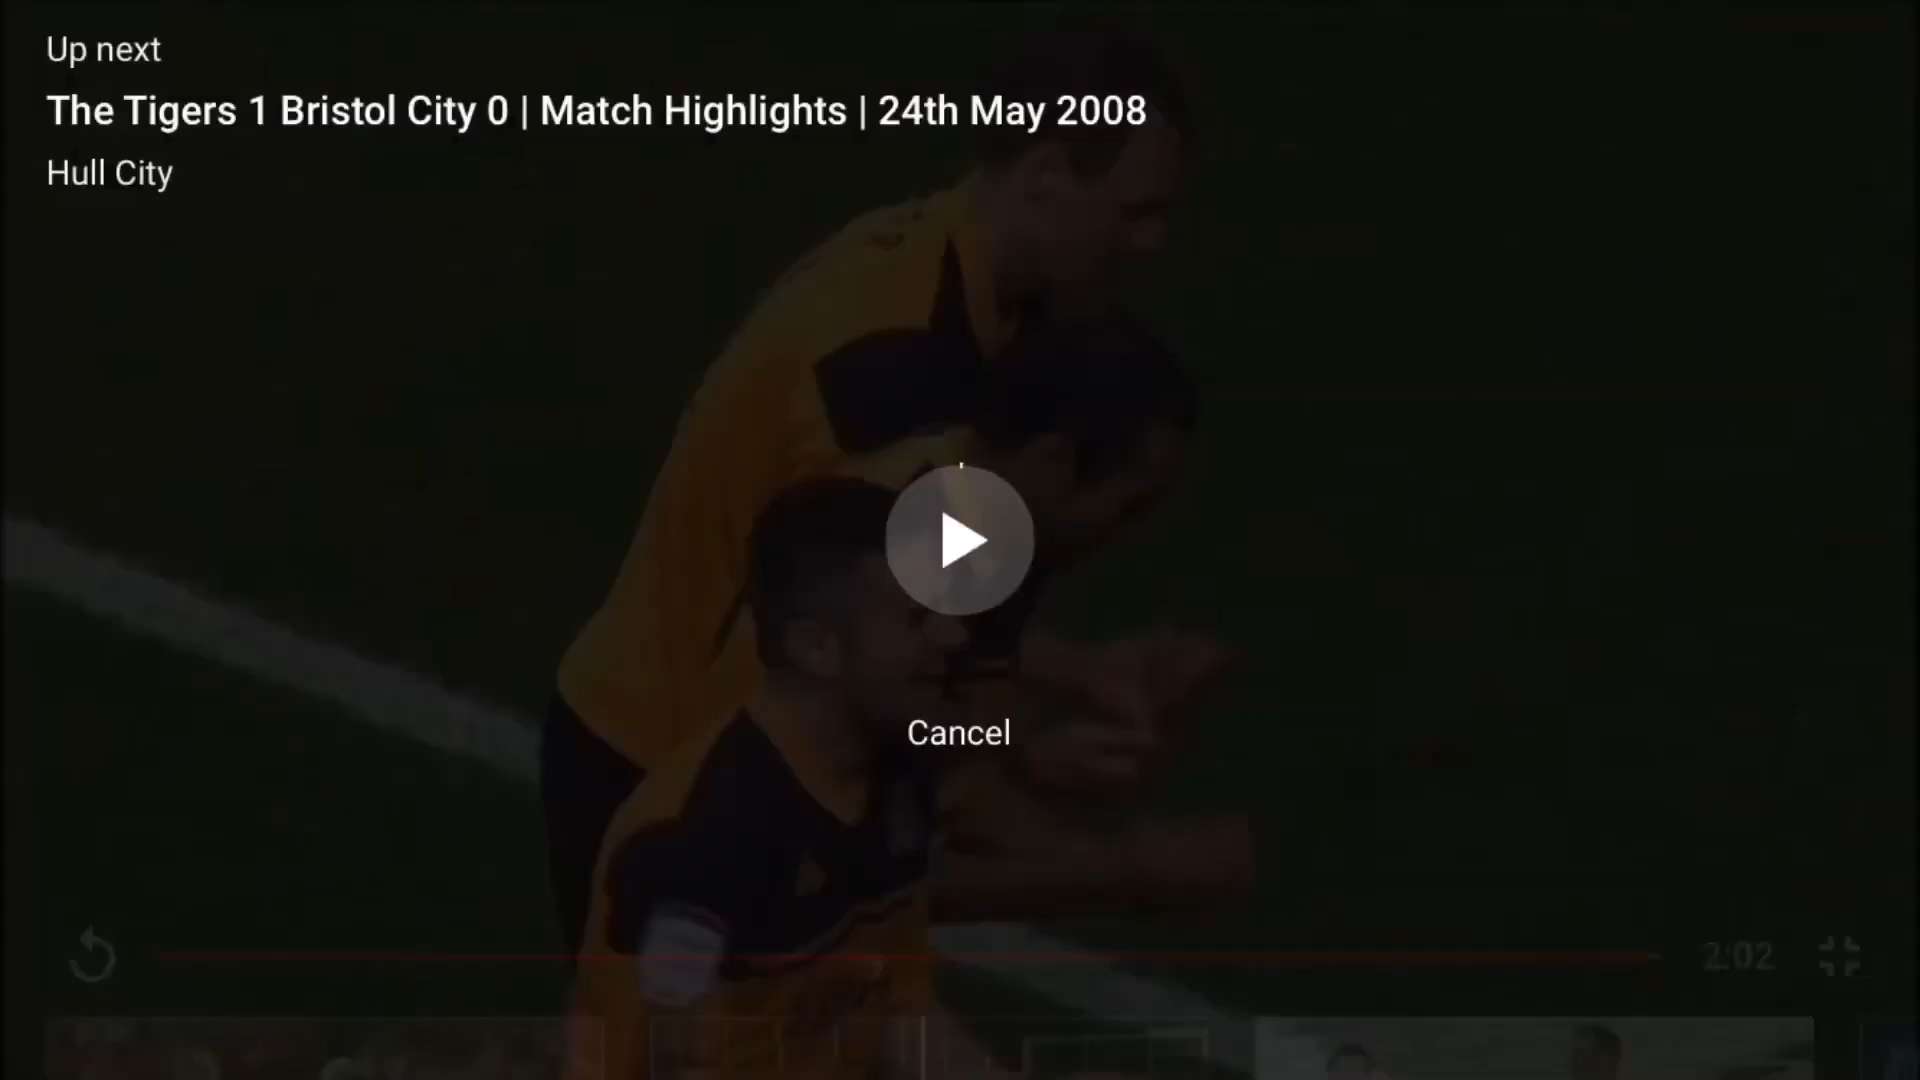 Up next
The Tigers 1 Bristol City 0 | Match Highlights | 24th May 2008
Hull City
Cancel
2:02